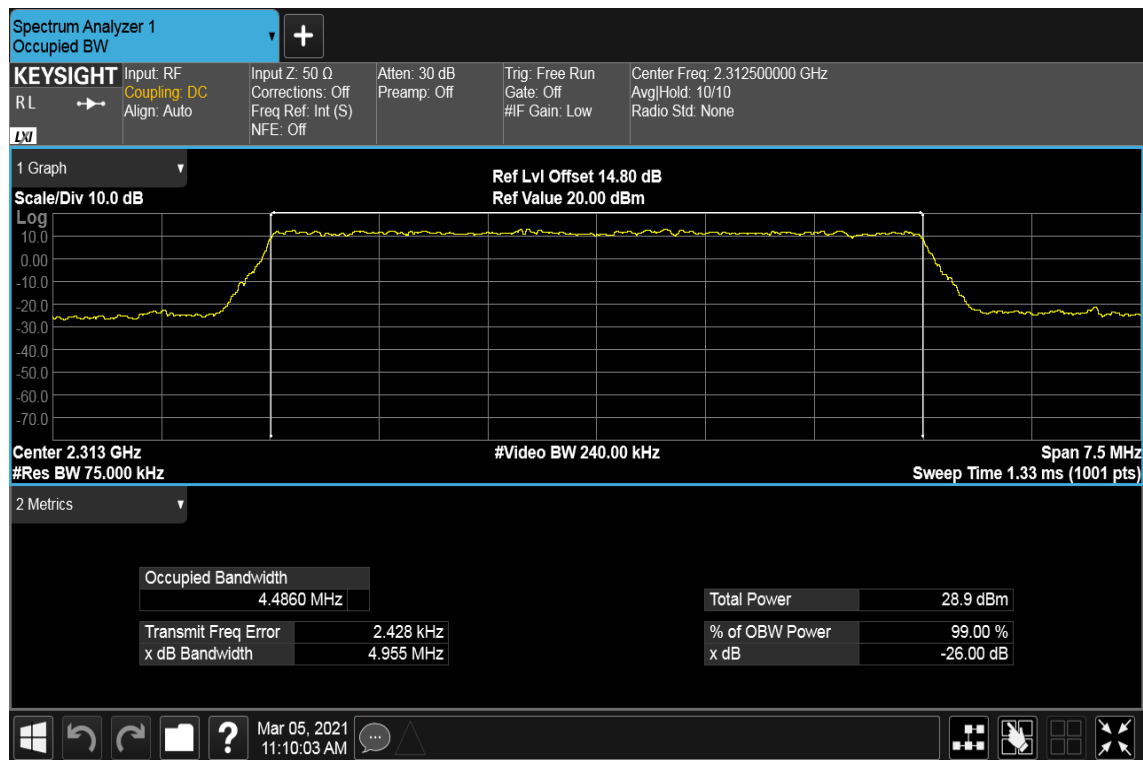 Spectrum Analyzer 1
Occupied BW
KEYSIGHT
R L
LXI
Input: RF
Coupling: DC
Align: Auto
Input Z: 50 Ω
Corrections: Off
Freq Ref: Int (S)
NFE: Off
Atten: 30 dB
Preamp: Off
Trig: Free Run
Gate: Off
#IF Gain: Low
Center Freq: 2.312500000 GHz
Avg|Hold: 10/10
Radio Std: None
1 Graph
Scale/Div 10.0 dB
Ref Lvl Offset 14.80 dB
Ref Value 20.00 dBm
Log
10.0
0.00
-10.0
-20.0
-30.0
-40.0
-50.0
-60.0
-70.0
Center 2.313 GHz
#Res BW 75.000 kHz
#Video BW 240.00 kHz
Span 7.5 MHz
Sweep Time 1.33 ms (1001 pts)
2 Metrics
Occupied Bandwidth
4.4860 MHz
Transmit Freq Error 2.428 kHz
x dB Bandwidth 4.955 MHz
Total Power 28.9 dBm
% of OBW Power 99.00 %
x dB -26.00 dB
?
Mar 05, 2021
11:10:03 AM